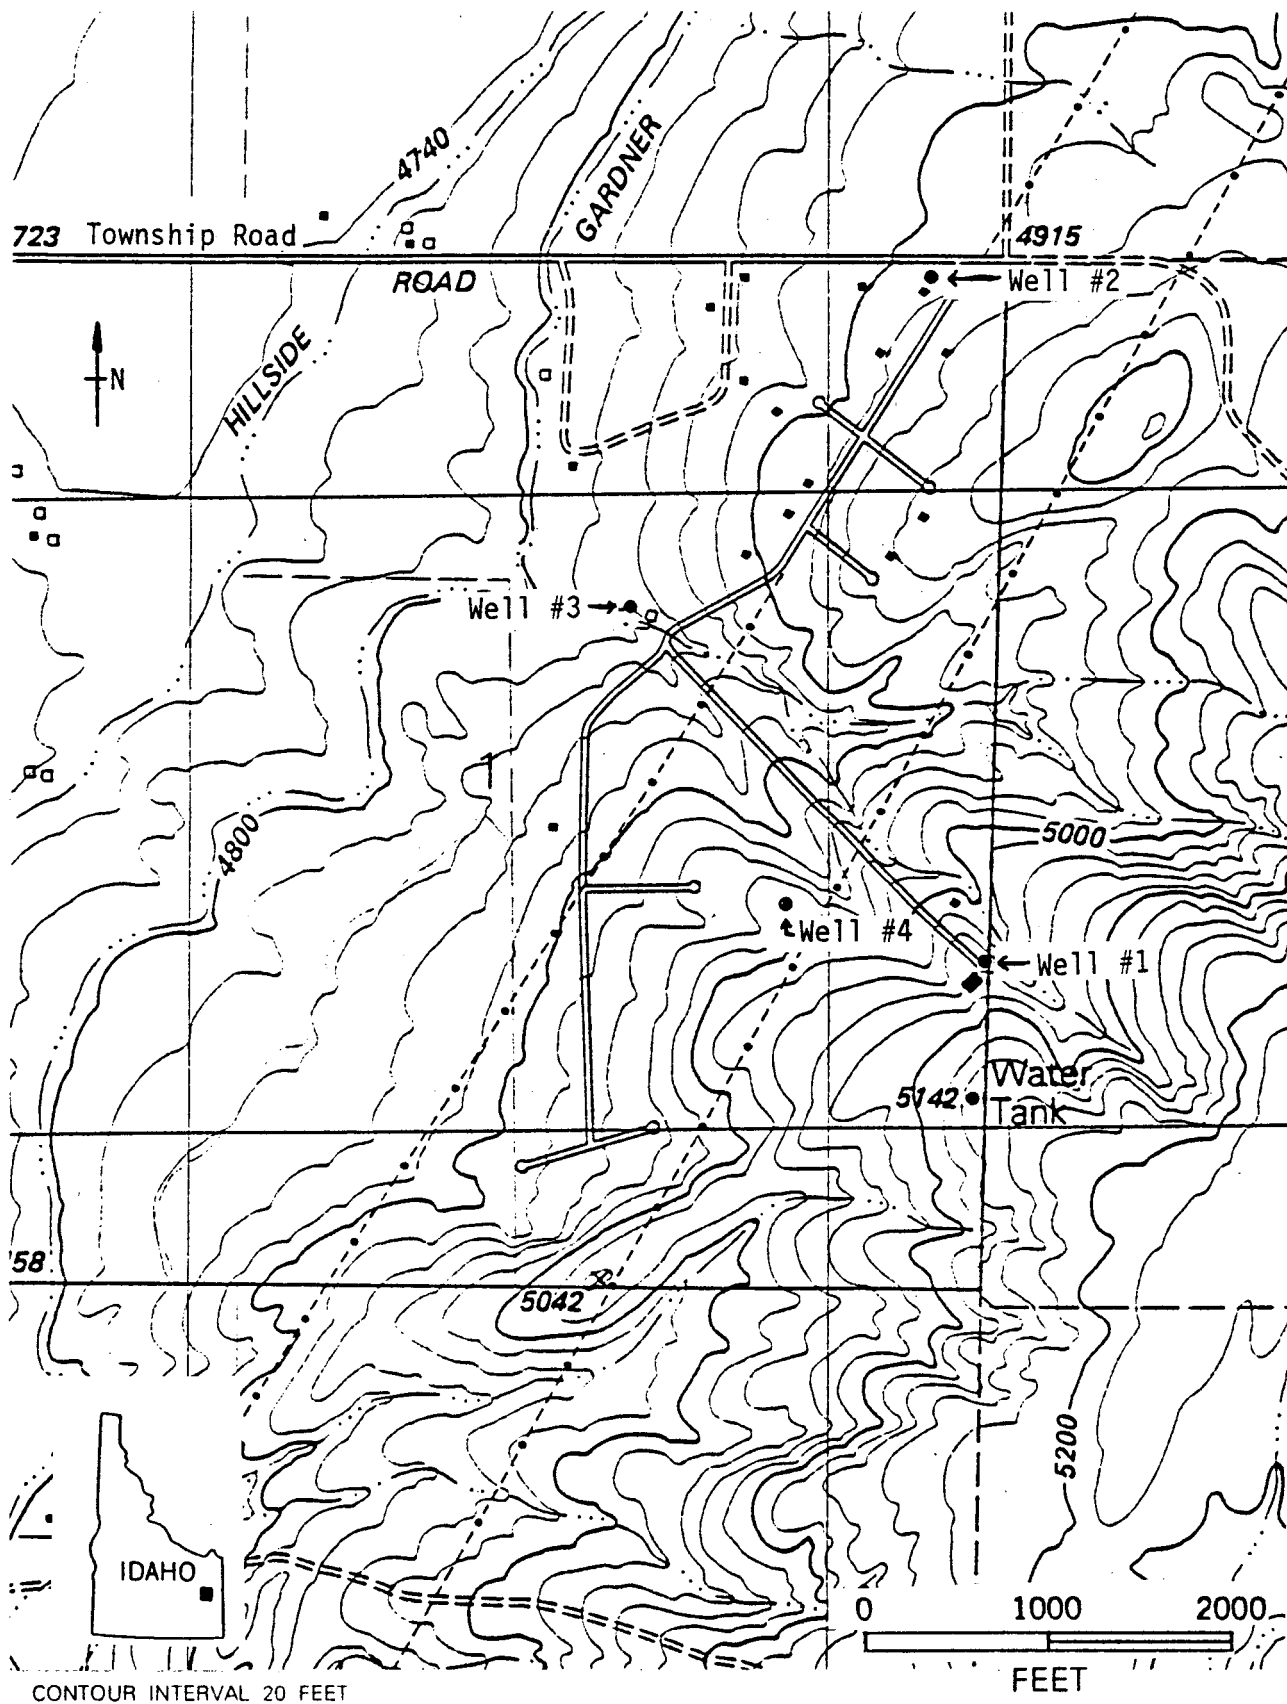 4740
GARDNER
723 Township Road
4915
ROAD
Well #2
N
HILLSIDE
Well #3
1
4800
5000
Well #4
Well #1
Water
5142
Tank
58
5042
5200
IDAHO
0 1000 2000
FEET
CONTOUR INTERVAL 20 FEET